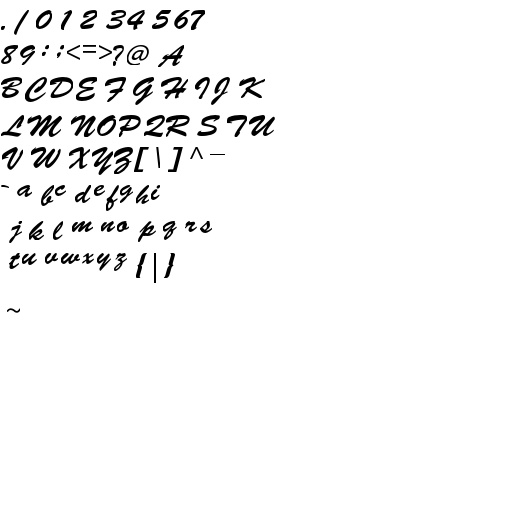 . / 0 1 2 3 4 5 6 7
8 9 : ; < = > ? @ A
B C D E F G H I J K
L M N O P Q R S T U
V W X Y Z [ \ ] ^ _
` a b c d e f g h i
j k l m n o p q r s
t u v w x y z { | }
~